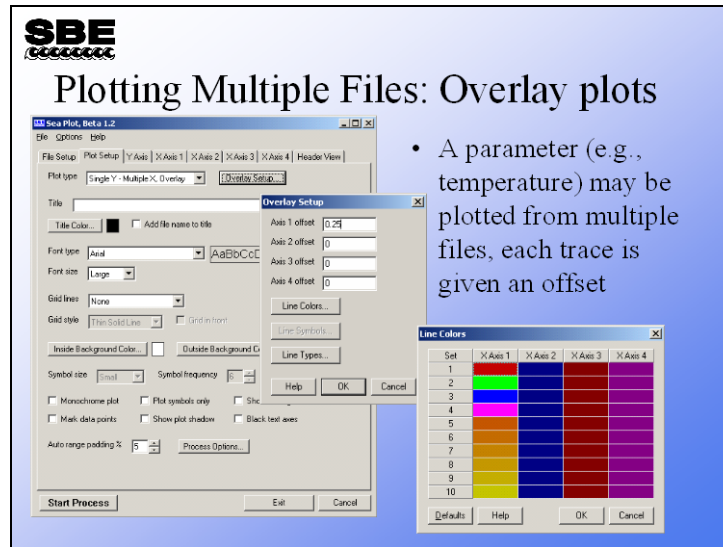 SBE
Plotting Multiple Files: Overlay plots
Sea Plot, Beta 1.2
File Options Help
File Setup Plot Setup Y Axis X Axis 1 X Axis 2 X Axis 3 X Axis 4 Header View
Plot type Single Y - Multiple X, Overlay Overlay Setup...
Title
Title Color... Add file name to title
Font type Arial AaBbCcD
Font size Large
Grid lines None
Grid style Thin Solid Line Grid in front
Inside Background Color... Outside Background
Symbol size Small Symbol frequency 6
Monochrome plot Plot symbols only
Mark data points Show plot shadow Black text axes
Auto range padding % 5 Process Options...
Start Process Exit Cancel
Overlay Setup
Axis 1 offset 0.25
Axis 2 offset 0
Axis 3 offset 0
Axis 4 offset 0
Line Colors...
Line Symbols...
Line Types...
Help OK Cancel
• A parameter (e.g.,
temperature) may be
plotted from multiple
files, each trace is
given an offset
Line Colors
Set X Axis 1 X Axis 2 X Axis 3 X Axis 4
1
2
3
4
5
6
7
8
9
10
Defaults Help OK Cancel